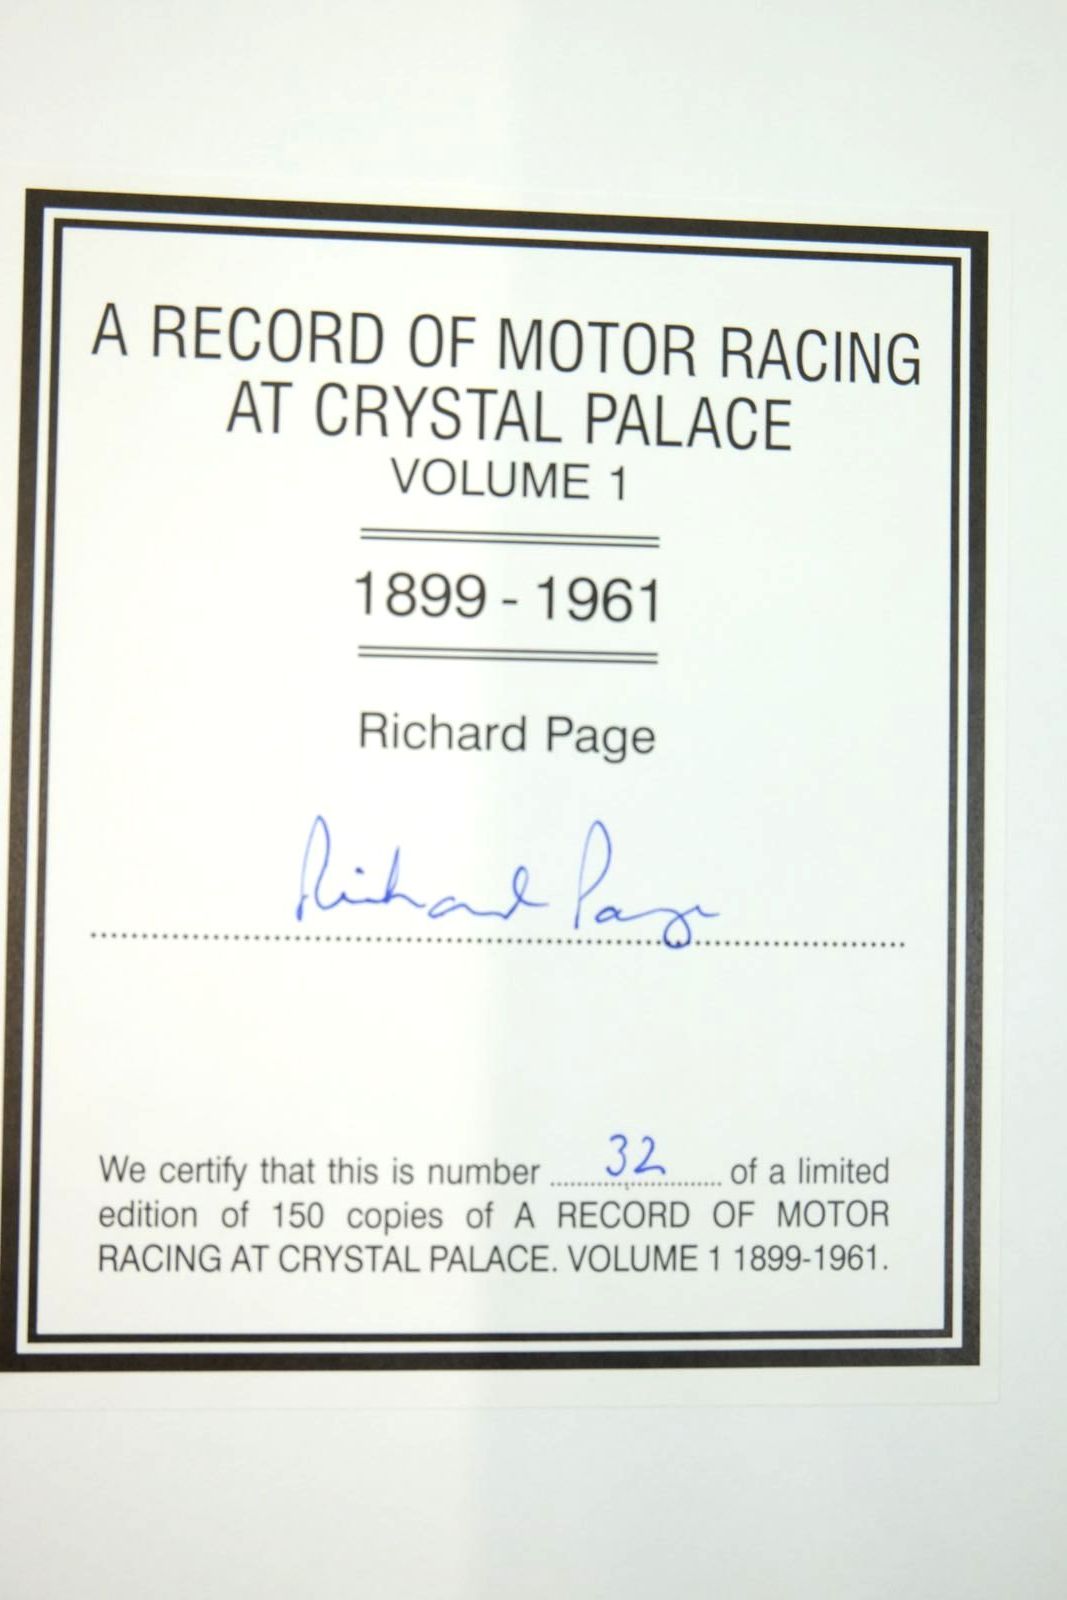 A RECORD OF MOTOR RACING
AT CRYSTAL PALACE
VOLUME 1
1899 - 1961
Richard Page
Richard Page
We certify that this is number 32 of a limited
edition of 150 copies of A RECORD OF MOTOR
RACING AT CRYSTAL PALACE. VOLUME 1 1899-1961.